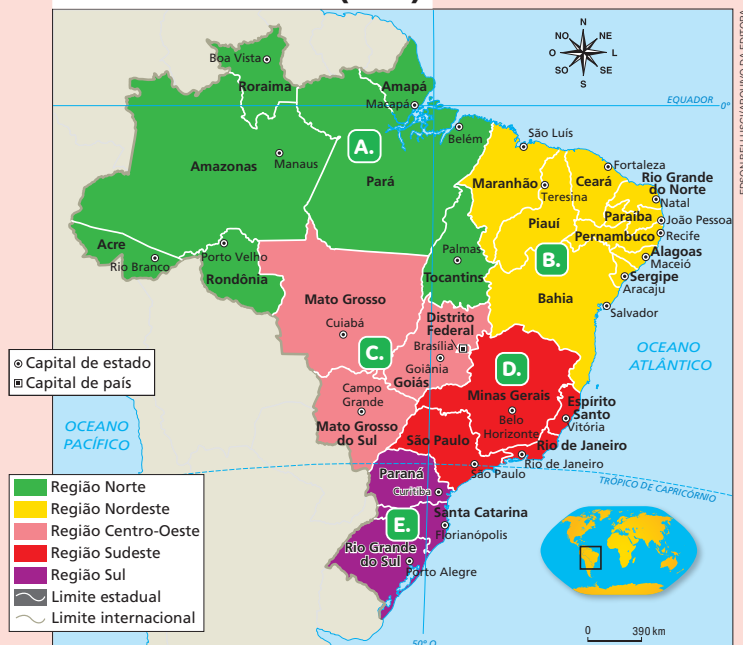 N
NO
NE
O
L
SO
SE
S
EQUADOR
0°
Boa Vista
Roraima
Amapá
Macapá
Belém
A.
São Luís
Amazonas
Manaus
Pará
Fortaleza
Maranhão
Teresina
Ceará
Rio Grande
do Norte
Natal
Paraíba
João Pessoa
Piauí
Pernambuco
Recife
Acre
Rio Branco
Porto Velho
Rondônia
Palmas
Tocantins
B.
Alagoas
Maceió
Sergipe
Aracaju
Bahia
Salvador
Mato Grosso
Cuiabá
Distrito
Federal
Brasília
Goiânia
Goiás
C.
D.
OCEANO
ATLÂNTICO
Capital de estado
Capital de país
Campo
Grande
Mato Grosso
do Sul
Minas Gerais
Belo
Horizonte
Espírito
Santo
Vitória
OCEANO
PACÍFICO
São Paulo
São Paulo
Rio de Janeiro
Rio de Janeiro
TRÓPICO DE CAPRICÓRNIO
Paraná
Curitiba
Santa Catarina
Florianópolis
E.
Rio Grande
do Sul
Porto Alegre
Região Norte
Região Nordeste
Região Centro-Oeste
Região Sudeste
Região Sul
Limite estadual
Limite internacional
50° O
0
390 km